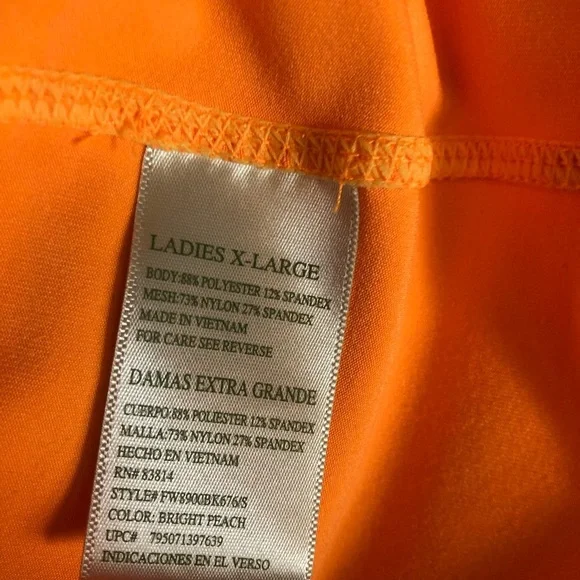 LADIES X-LARGE
BODY:88% POLYESTER 12% SPANDEX
MESH:73% NYLON 27% SPANDEX
MADE IN VIETNAM
FOR CARE SEE REVERSE
DAMAS EXTRA GRANDE
CUERPO:88% POLIESTER 12% SPANDEX
MALLA:73% NYLON 27% SPANDEX
HECHO EN VIETNAM
RN# 83814
STYLE# FW8900BK676/S
COLOR: BRIGHT PEACH
UPC# 795071397639
INDICACIONES EN EL VERSO